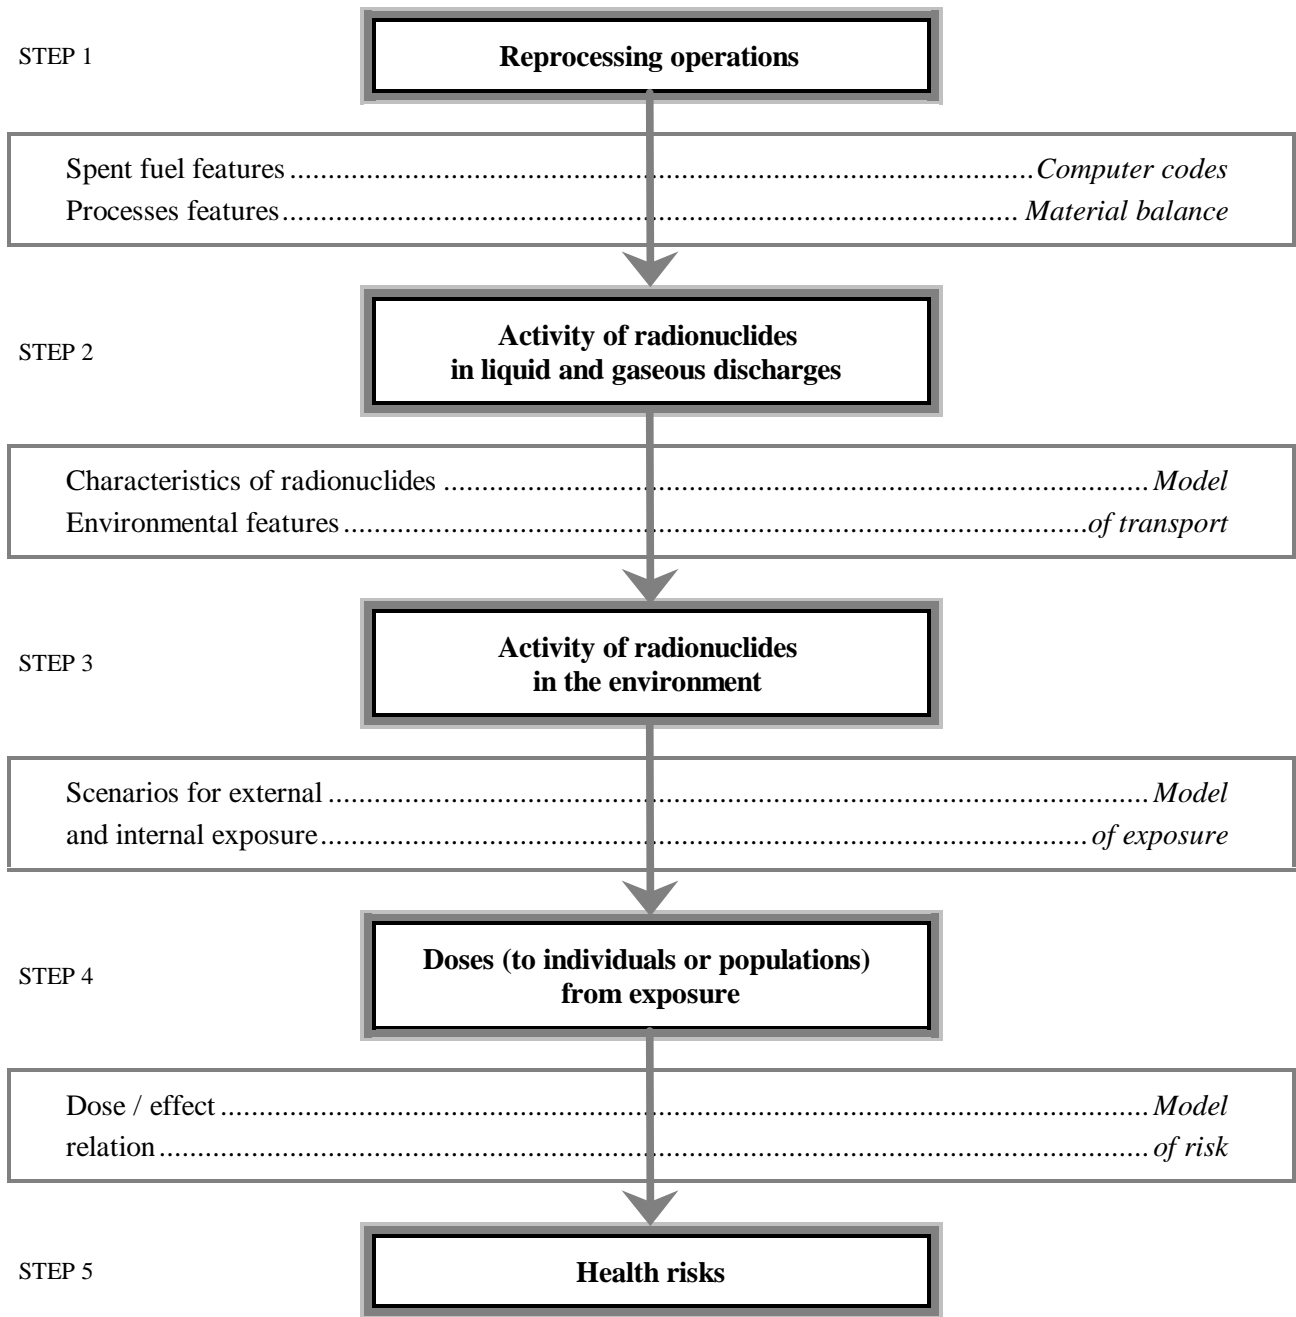 STEP 1
Reprocessing operations
Spent fuel features ........................................................................................................... Computer codes
Processes features ........................................................................................................... Material balance
STEP 2
Activity of radionuclides
in liquid and gaseous discharges
Characteristics of radionuclides ...................................................................................................... Model
Environmental features ........................................................................................................... of transport
STEP 3
Activity of radionuclides
in the environment
Scenarios for external ...................................................................................................................... Model
and internal exposure ............................................................................................................... of exposure
STEP 4
Doses (to individuals or populations)
from exposure
Dose / effect ...................................................................................................................................... Model
relation ............................................................................................................................................... of risk
STEP 5
Health risks